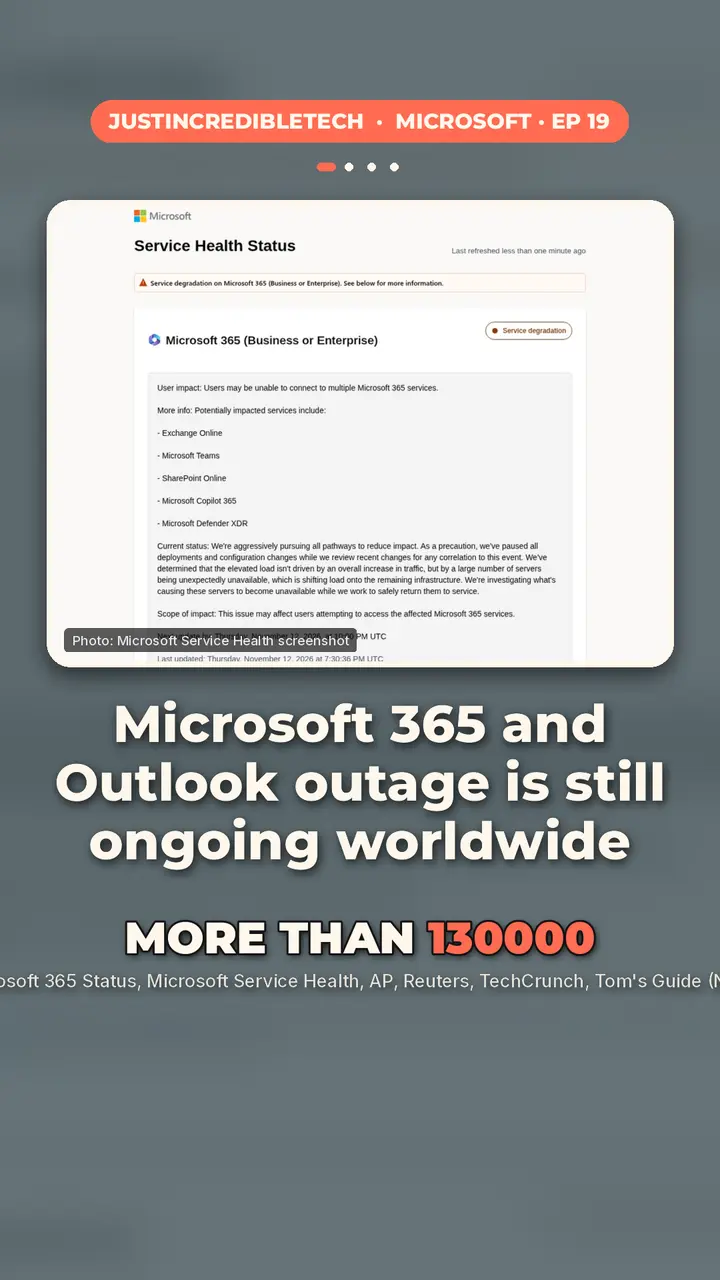 JUSTINCREDIBLETECH · MICROSOFT · EP 19
Microsoft
Service Health Status
Last refreshed less than one minute ago
Service degradation on Microsoft 365 (Business or Enterprise). See below for more information.
Microsoft 365 (Business or Enterprise)
Service degradation
User impact: Users may be unable to connect to multiple Microsoft 365 services.
More info: Potentially impacted services include:
- Exchange Online
- Microsoft Teams
- SharePoint Online
- Microsoft Copilot 365
- Microsoft Defender XDR
Current status: We're aggressively pursuing all pathways to reduce impact. As a precaution, we've paused all
deployments and configuration changes while we review recent changes for any correlation to this event. We've
determined that the elevated load isn't driven by an overall increase in traffic, but by a large number of servers
being unexpectedly unavailable, which is shifting load onto the remaining infrastructure. We're investigating what's
causing these servers to become unavailable while we work to safely return them to service.
Scope of impact: This issue may affect users attempting to access the affected Microsoft 365 services.
Thursday, November 12, 2026, at PM UTC
Photo: Microsoft Service Health screenshot
Last updated: Thursday, November 12, 2026 at 7:30:36 PM UTC
Microsoft 365 and
Outlook outage is still
ongoing worldwide
MORE THAN 130000
osoft 365 Status, Microsoft Service Health, AP, Reuters, TechCrunch, Tom's Guide (